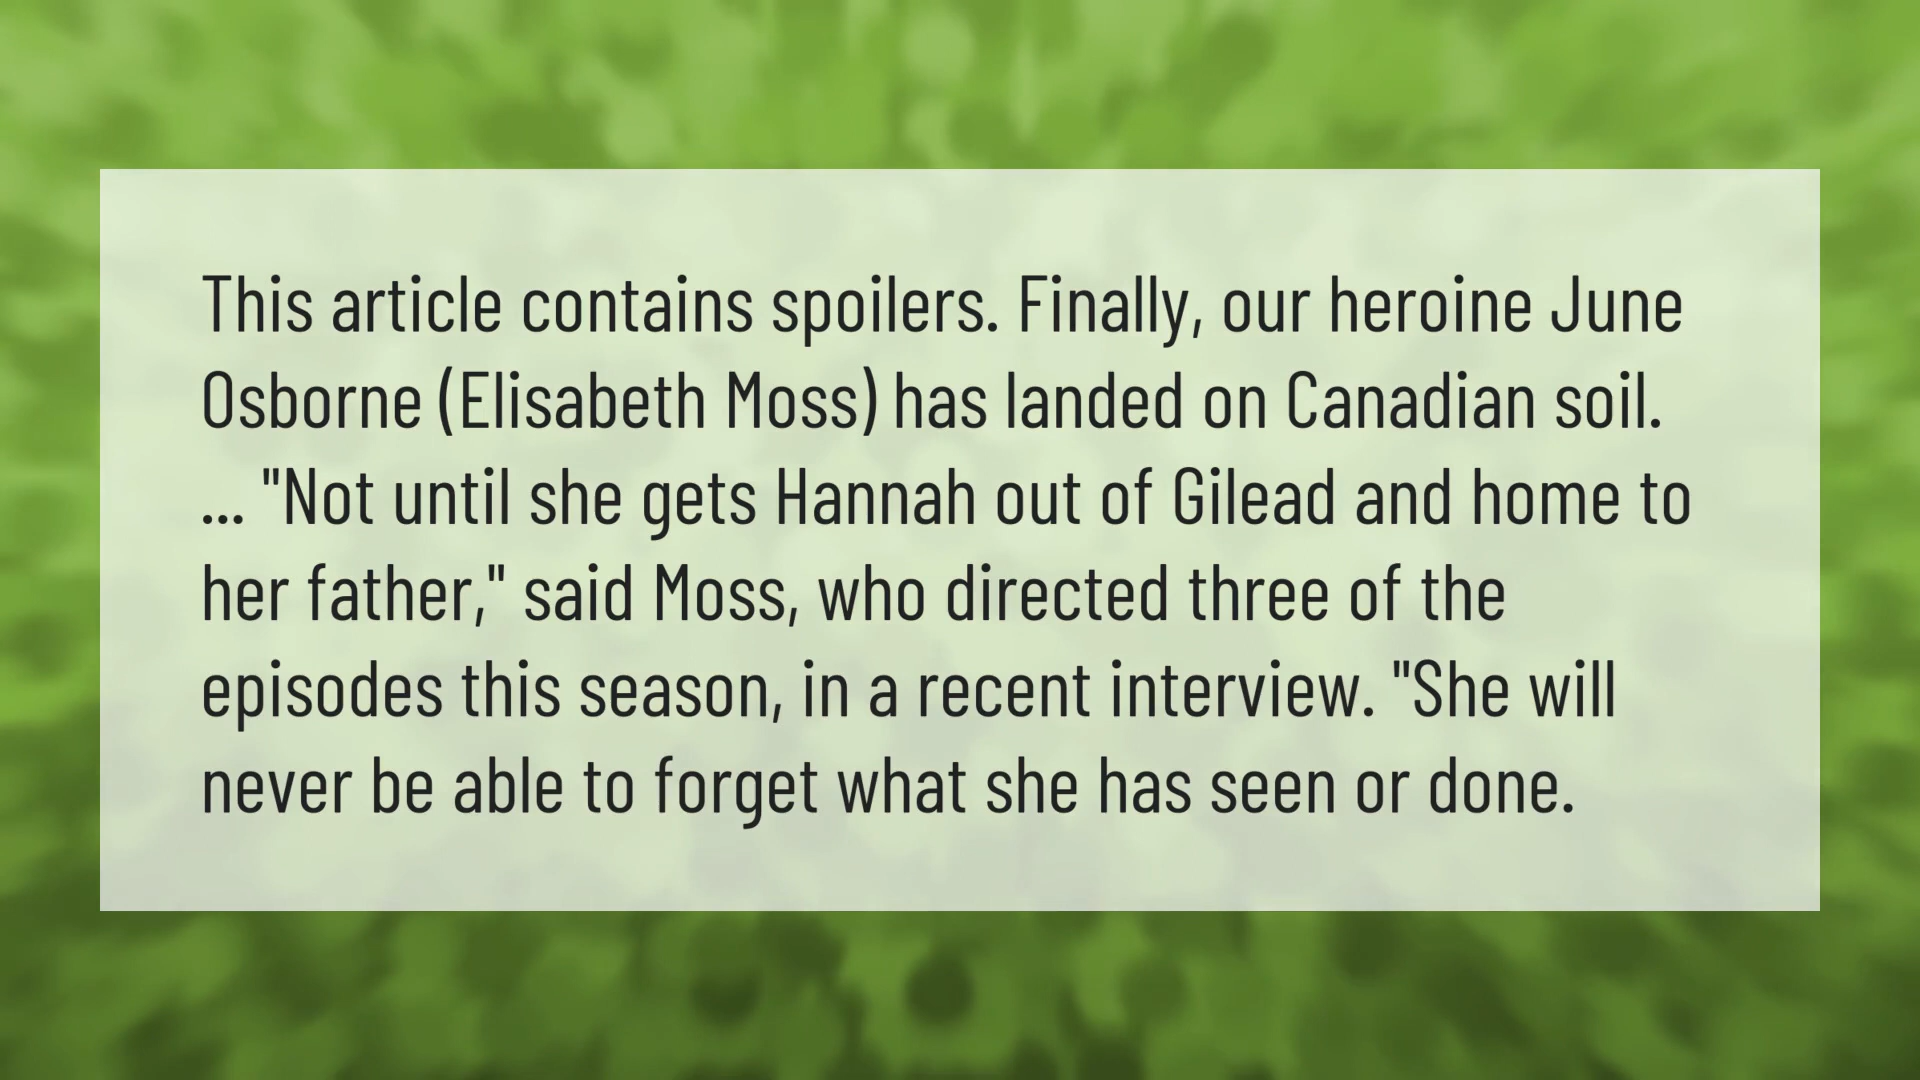 This article contains spoilers. Finally, our heroine June
Osborne (Elisabeth Moss) has landed on Canadian soil.
... "Not until she gets Hannah out of Gilead and home to
her father," said Moss, who directed three of the
episodes this season, in a recent interview. "She will
never be able to forget what she has seen or done.